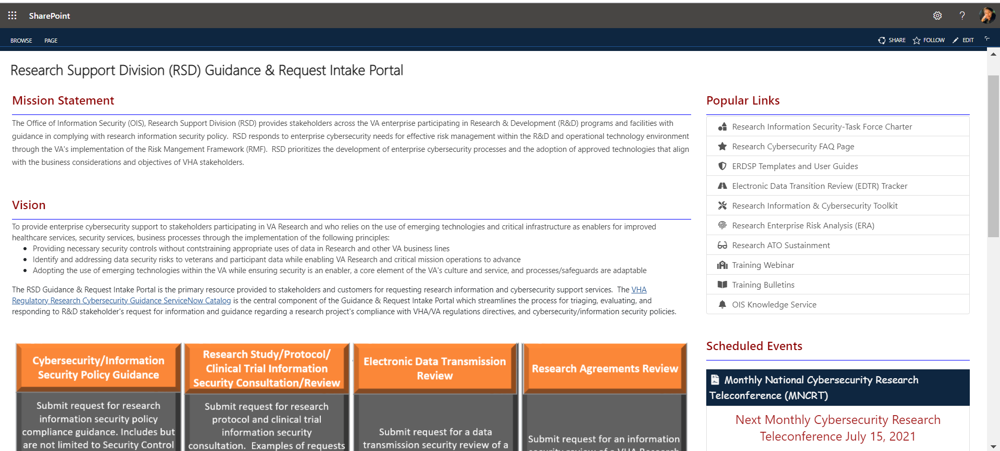 SharePoint
?
BROWSE PAGE
SHARE FOLLOW EDIT
Research Support Division (RSD) Guidance & Request Intake Portal
Mission Statement
The Office of Information Security (OIS), Research Support Division (RSD) provides stakeholders across the VA enterprise participating in Research & Development (R&D) programs and facilities with
guidance in complying with research information security policy. RSD responds to enterprise cybersecurity needs for effective risk management within the R&D and operational technology environment
through the VA's implementation of the Risk Mangement Framework (RMF). RSD prioritizes the development of enterprise cybersecurity processes and the adoption of approved technologies that align
with the business considerations and objectives of VHA stakeholders.
Vision
To provide enterprise cybersecurity support to stakeholders participating in VA Research and who relies on the use of emerging technologies and critical infrastructure as enablers for improved
healthcare services, security services, business processes through the implementation of the following principles:
• Providing necessary security controls without contstraining appropriate uses of data in Research and other VA business lines
• Identify and addressing data security risks to veterans and participant data while enabling VA Research and critical mission operations to advance
• Adopting the use of emerging technologies within the VA while ensuring security is an enabler, a core element of the VA's culture and service, and processes/safeguards are adaptable
The RSD Guidance & Request Intake Portal is the primary resource provided to stakeholders and customers for requesting research information and cybersecurity support services. The VHA
Regulatory Research Cybersecurity Guidance ServiceNow Catalog is the central component of the Guidance & Request Intake Portal which streamlines the process for triaging, evaluating, and
responding to R&D stakeholder's request for information and guidance regarding a research project's compliance with VHA/VA regulations directives, and cybersecurity/information security policies.
Cybersecurity/Information
Security Policy Guidance
Submit request for research
information security policy
compliance guidance. Includes but
are not limited to Security Control
Research Study/Protocol/
Clinical Trial Information
Security Consultation/Review
Submit request for research
protocol and clinical trial
information security
consultation. Examples of requests
Electronic Data Transmission
Review
Submit request for a data
transmission security review of a
Research Agreements Review
Submit request for an information
security review of a VHA Research
Popular Links
Research Information Security-Task Force Charter
Research Cybersecurity FAQ Page
ERDSP Templates and User Guides
Electronic Data Transition Review (EDTR) Tracker
Research Information & Cybersecurity Toolkit
Research Enterprise Risk Analysis (ERA)
Research ATO Sustainment
Training Webinar
Training Bulletins
OIS Knowledge Service
Scheduled Events
Monthly National Cybersecurity Research
Teleconference (MNCRT)
Next Monthly Cybersecurity Research
Teleconference July 15, 2021